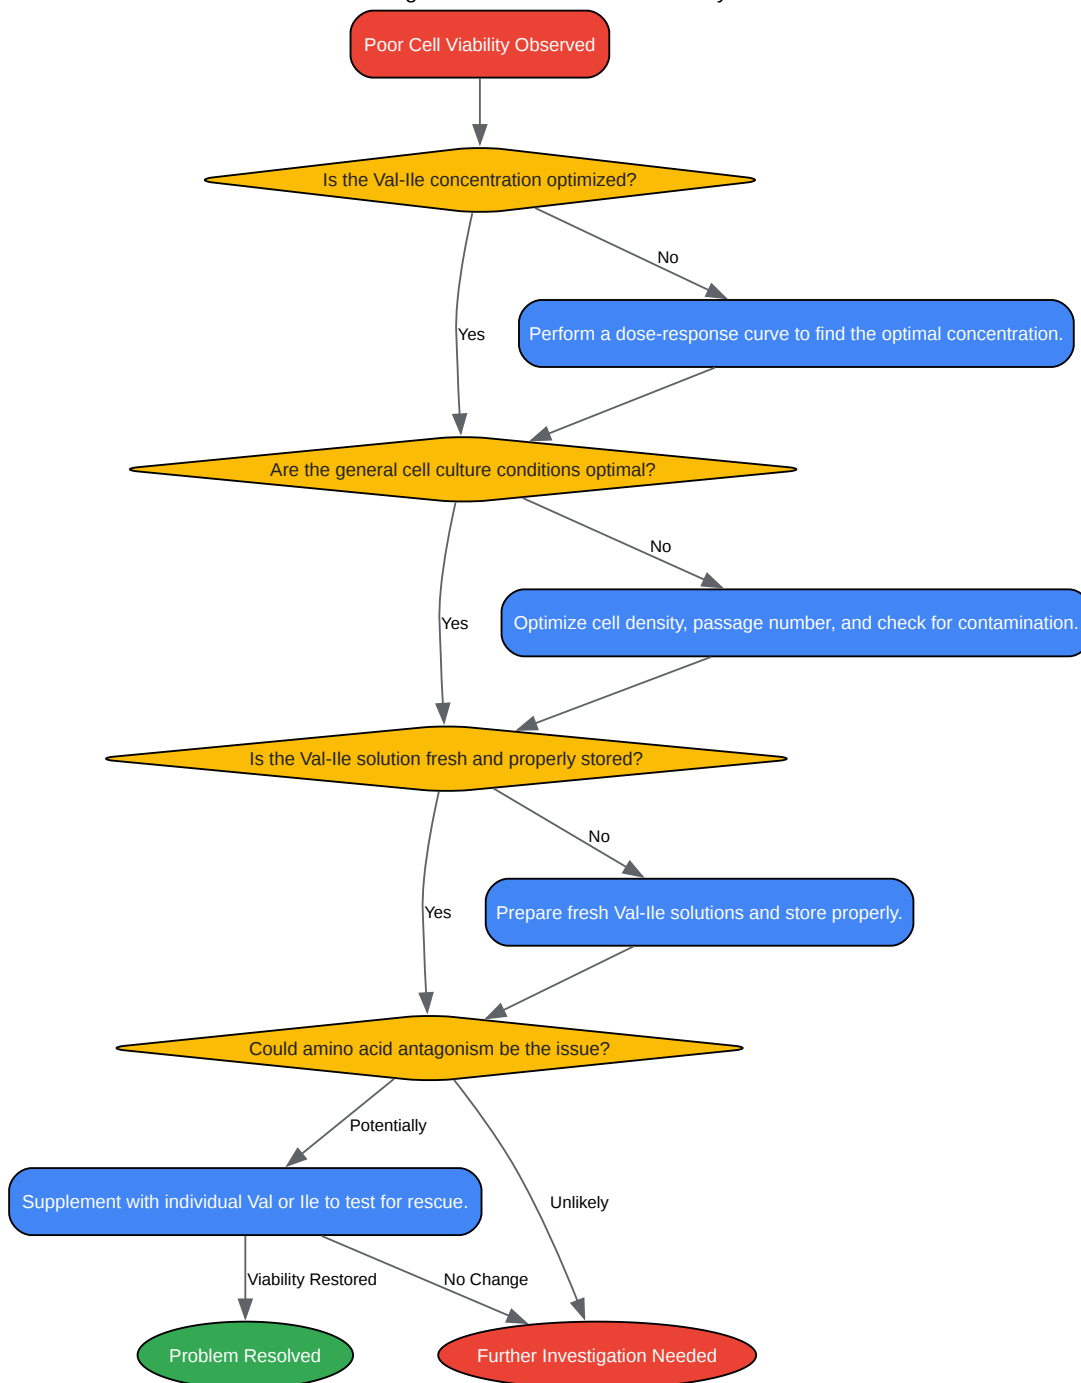 Poor Cell Viability Observed
Is the Val-Ile concentration optimized?
No
Perform a dose-response curve to find the optimal concentration.
Yes
Are the general cell culture conditions optimal?
No
Optimize cell density, passage number, and check for contamination.
Yes
Is the Val-Ile solution fresh and properly stored?
No
Prepare fresh Val-Ile solutions and store properly.
Yes
Could amino acid antagonism be the issue?
Potentially
Supplement with individual Val or Ile to test for rescue.
Unlikely
Viability Restored
No Change
Problem Resolved
Further Investigation Needed